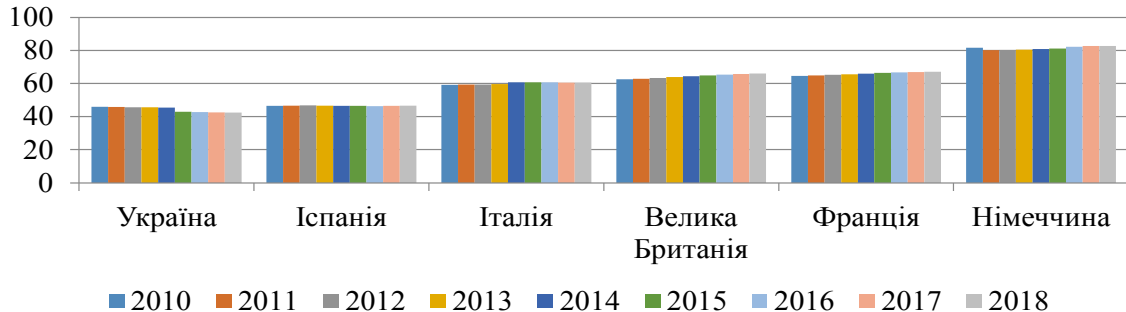 100
80
60
40
20
0
Україна
Іспанія
Італія
Велика
Британія
Франція
Німеччина
2010 2011 2012 2013 2014 2015 2016 2017 2018